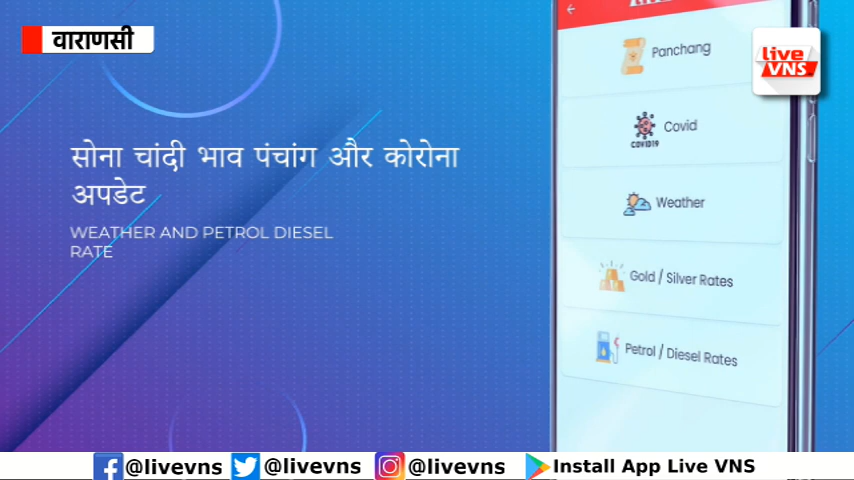 वाराणसी
live
VNS
सोना चांदी भाव पंचांग और कोरोना
अपडेट
WEATHER AND PETROL DIESEL
RATE
Panchang
COVID19
Covid
Weather
Gold / Silver Rates
Petrol / Diesel Rates
@livevns @livevns @livevns Install App Live VNS